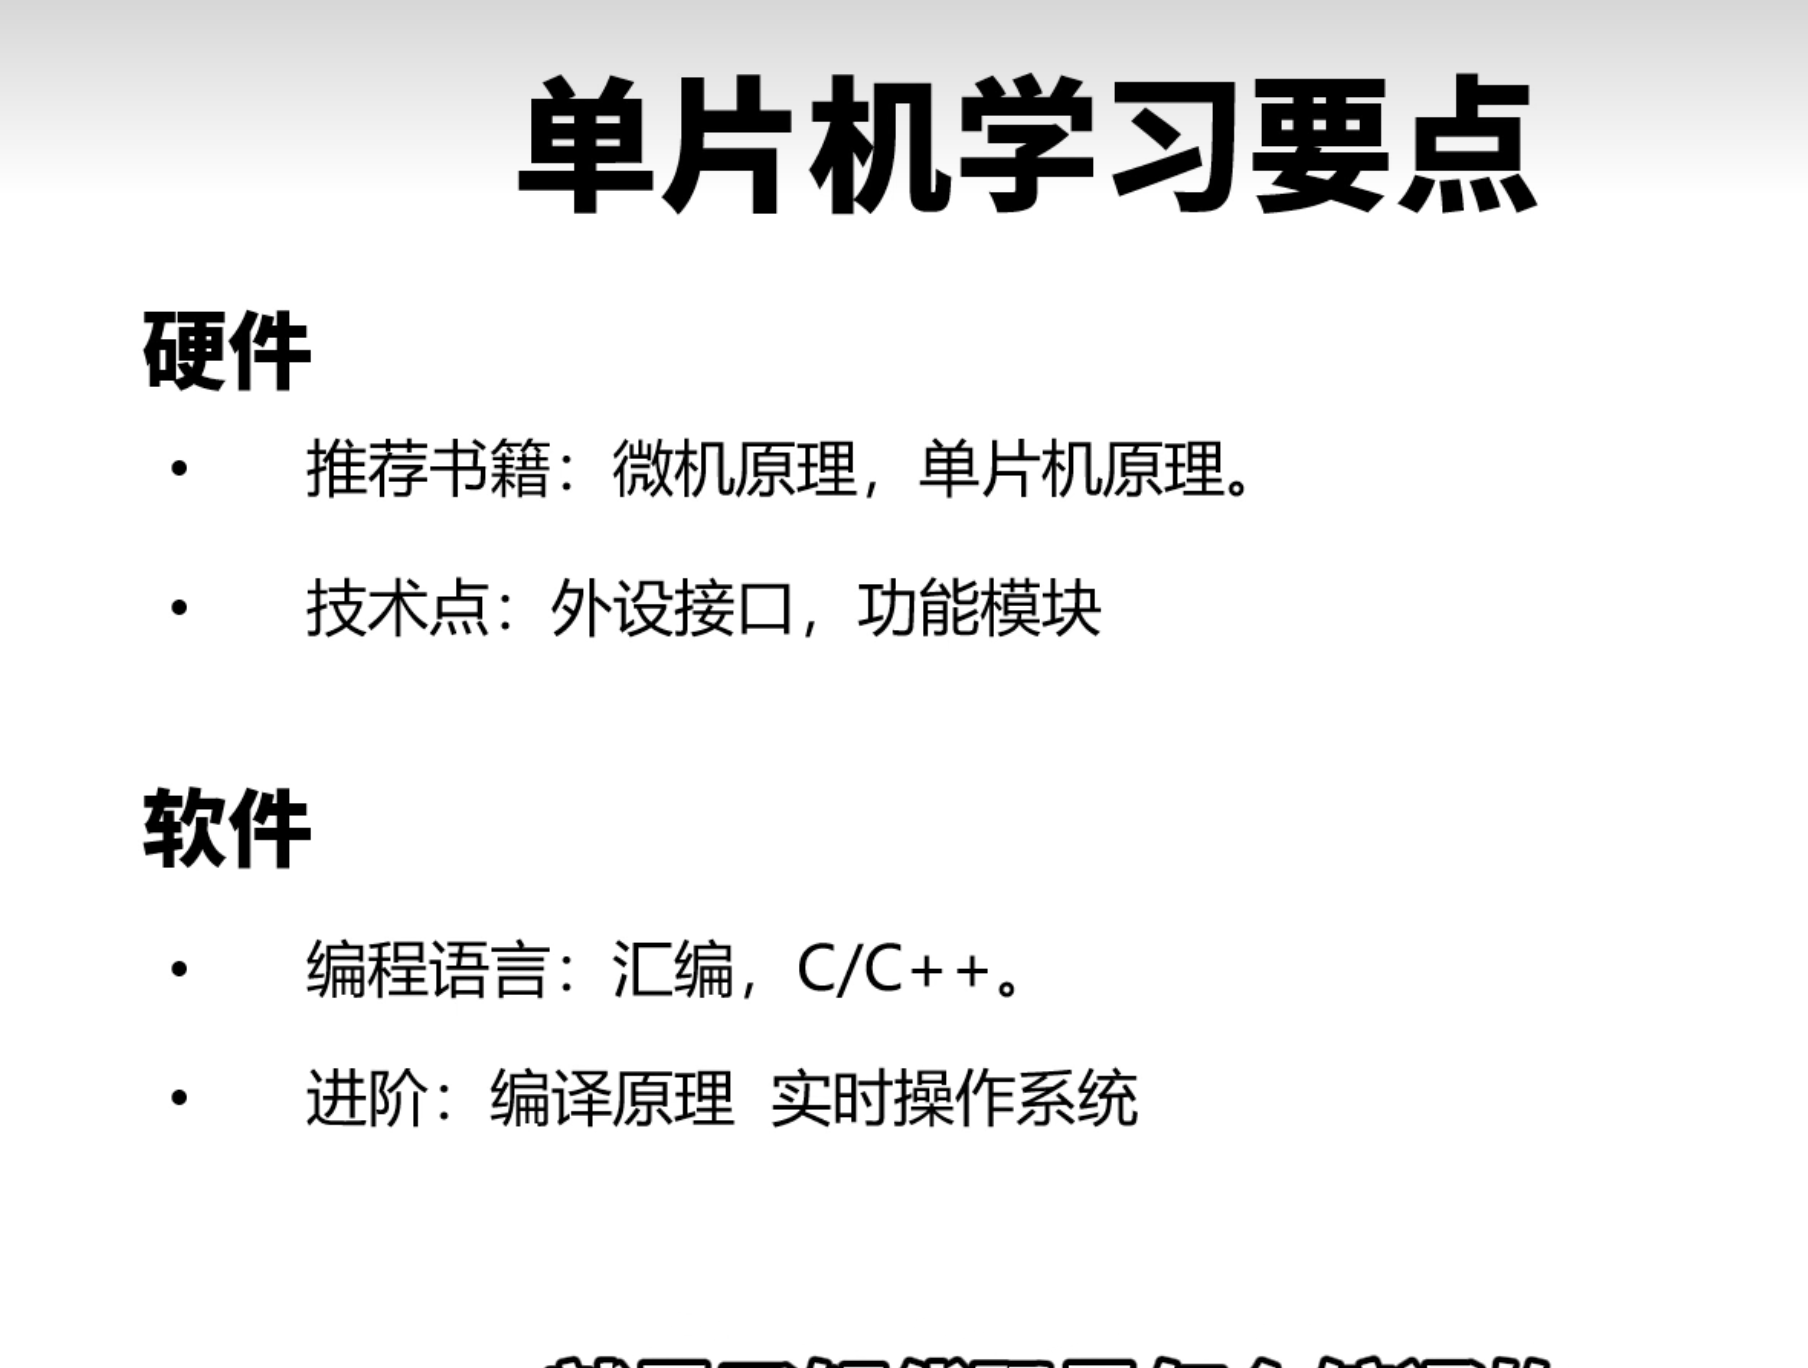 单片机学习要点
硬件
• 推荐书籍：微机原理，单片机原理。
• 技术点：外设接口，功能模块
软件
• 编程语言：汇编，C/C++。
• 进阶：编译原理 实时操作系统